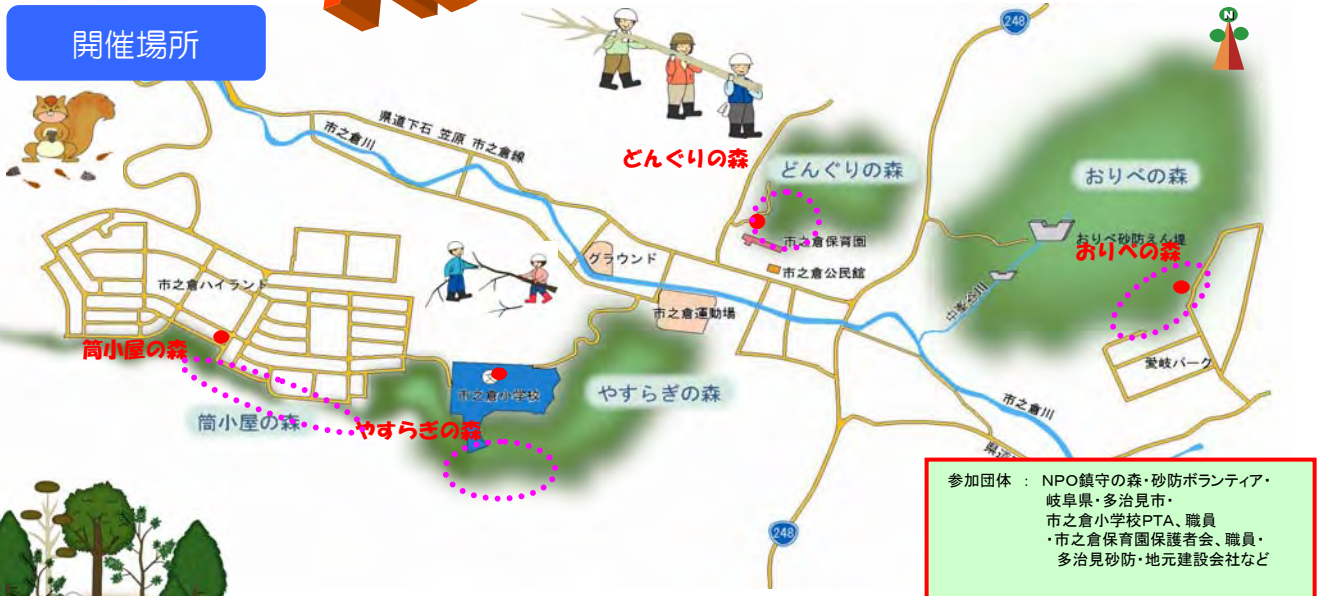 開催場所
N
248
県道下石 笠原 市之倉線
市之倉川
どんぐりの森
どんぐりの森
おりべの森
市之倉保育園
おりべ砂防えん堤
おりべの森
グラウンド
市之倉公民館
市之倉ハイランド
市之倉運動場
筒小屋の森
愛岐パーク
市之倉小学校
やすらぎの森
筒小屋の森
やすらぎの森
市之倉川
県道
248
参加団体 : NPO鎮守の森・砂防ボランティア・
岐阜県・多治見市・
市之倉小学校PTA、職員
・市之倉保育園保護者会、職員・
多治見砂防・地元建設会社など